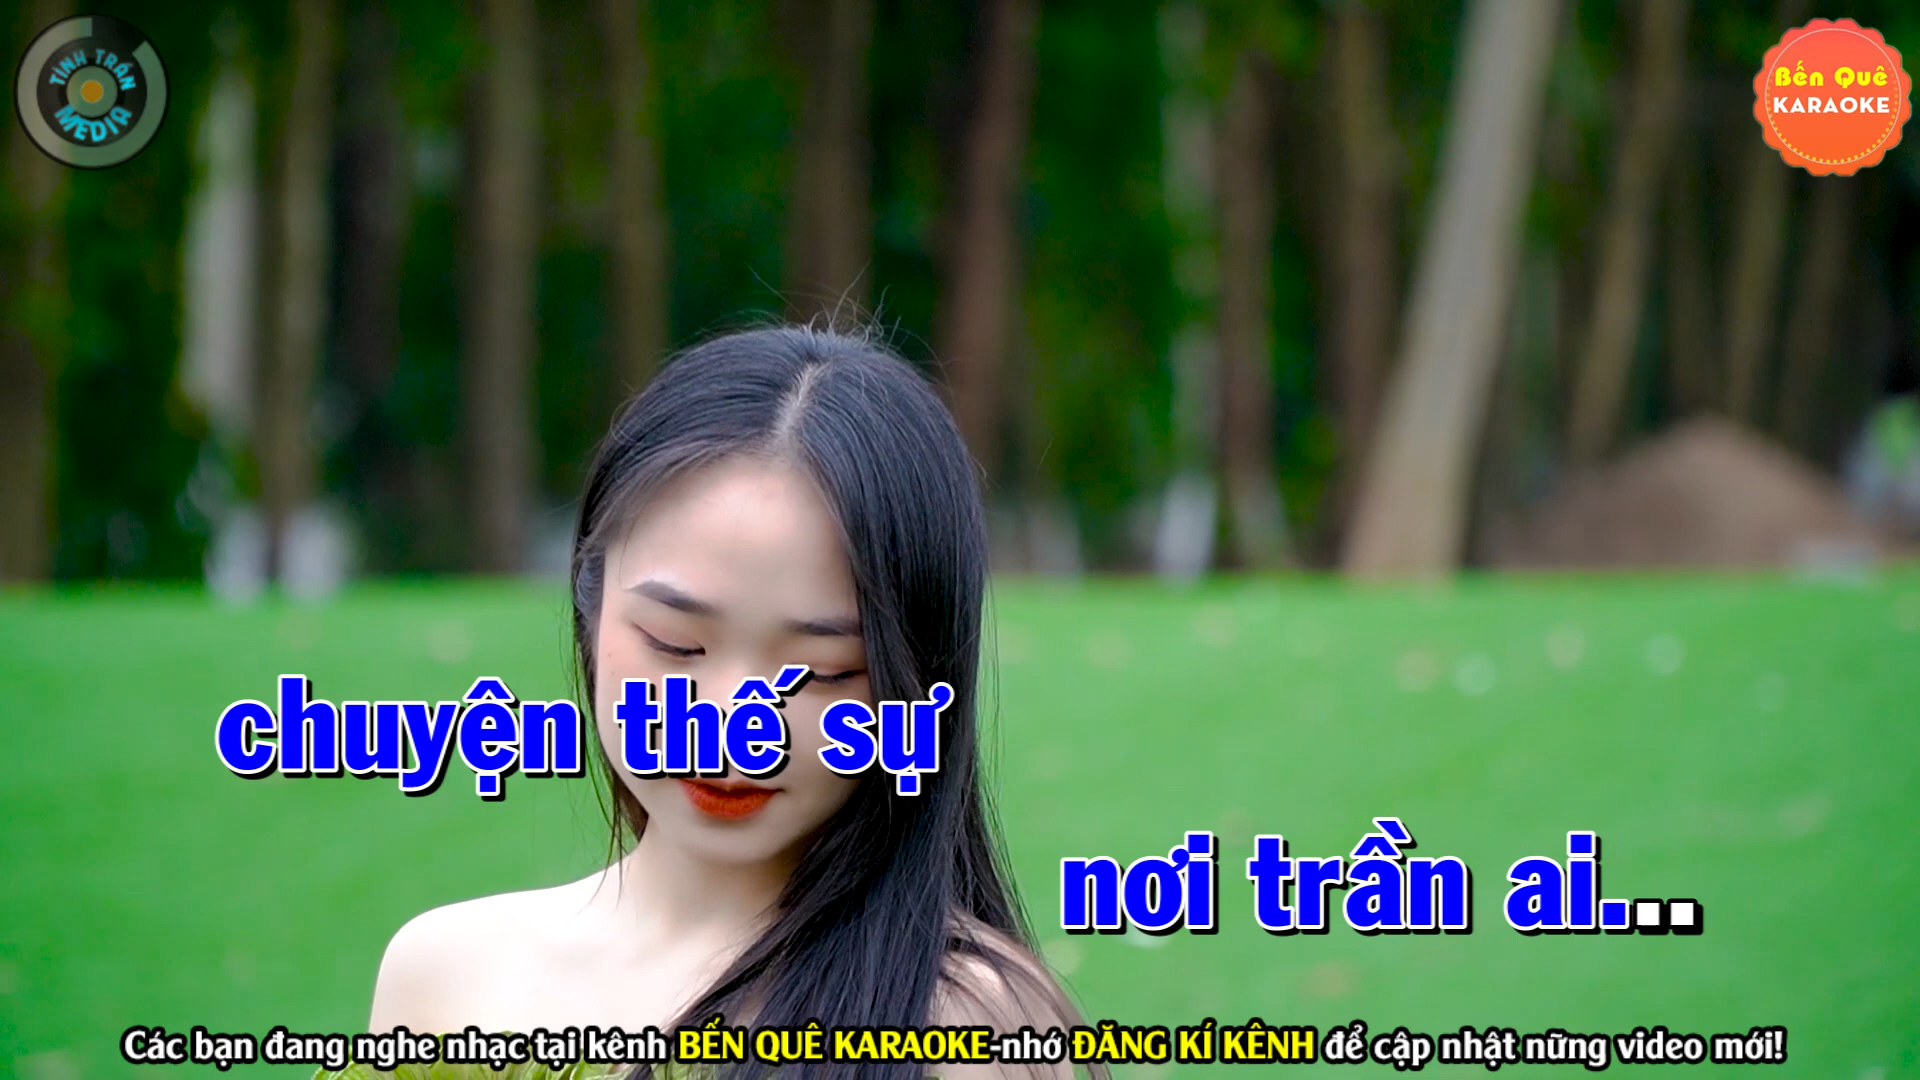 TÌNH TRẦN
MEDIA
Bến Quê
KARAOKE
chuyện thế sự
nơi trần ai...
Các bạn đang nghe nhạc tại kênh BẾN QUÊ KARAOKE-nhớ ĐĂNG KÍ KÊNH để cập nhật nững video mới!